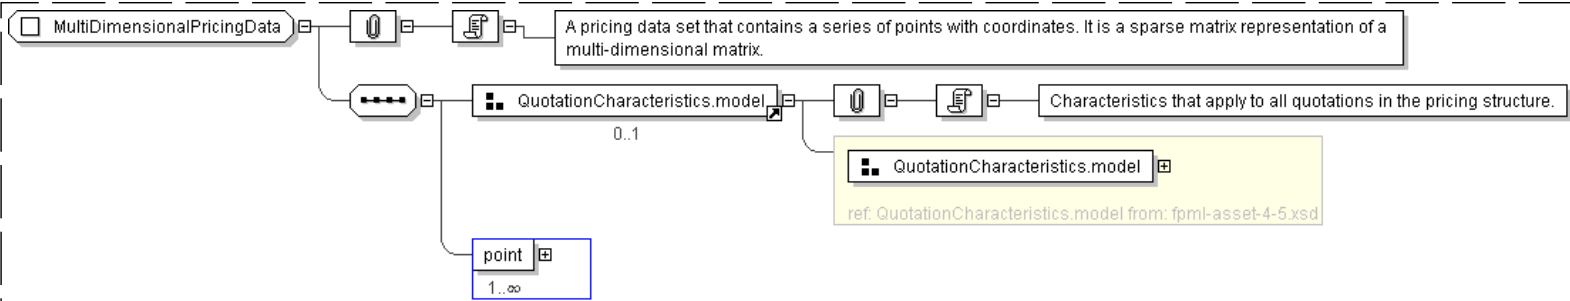 MultiDimensionalPricingData
A pricing data set that contains a series of points with coordinates. It is a sparse matrix representation of a
multi-dimensional matrix.
QuotationCharacteristics.model
Characteristics that apply to all quotations in the pricing structure.
0..1
QuotationCharacteristics.model
ref: QuotationCharacteristics.model from: fpml-asset-4-5.xsd
point
1..∞